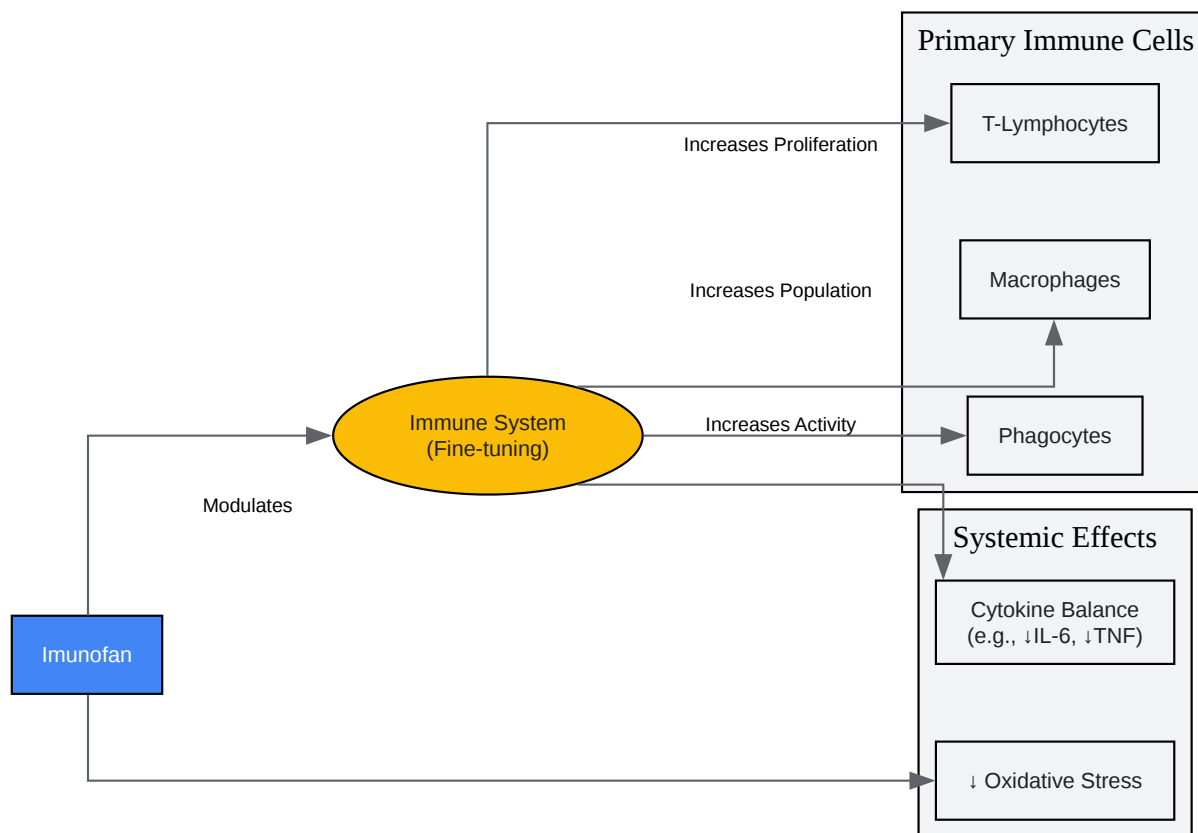 Primary Immune Cells
T-Lymphocytes
Increases Proliferation
Macrophages
Increases Population
Immune System
(Fine-tuning)
Increases Activity
Phagocytes
Modulates
Systemic Effects
Cytokine Balance
(e.g., ↓IL-6, ↓TNF)
Imunofan
↓ Oxidative Stress